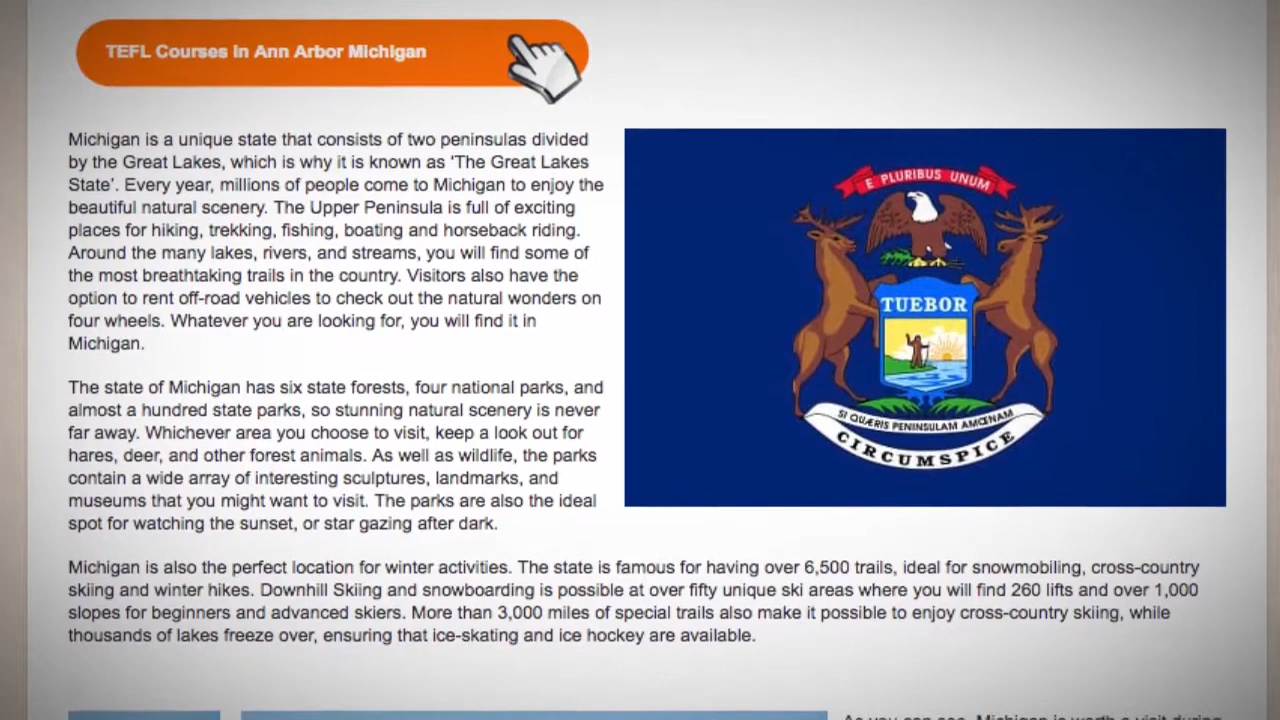 TEFL Courses in Ann Arbor Michigan
Michigan is a unique state that consists of two peninsulas divided
by the Great Lakes, which is why it is known as 'The Great Lakes
State'. Every year, millions of people come to Michigan to enjoy the
beautiful natural scenery. The Upper Peninsula is full of exciting
places for hiking, trekking, fishing, boating and horseback riding.
Around the many lakes, rivers, and streams, you will find some of
the most breathtaking trails in the country. Visitors also have the
option to rent off-road vehicles to check out the natural wonders on
four wheels. Whatever you are looking for, you will find it in
Michigan.
The state of Michigan has six state forests, four national parks, and
almost a hundred state parks, so stunning natural scenery is never
far away. Whichever area you choose to visit, keep a look out for
hares, deer, and other forest animals. As well as wildlife, the parks
contain a wide array of interesting sculptures, landmarks, and
museums that you might want to visit. The parks are also the ideal
spot for watching the sunset, or star gazing after dark.
E PLURIBUS UNUM
TUEBOR
SI QUÆRIS PENINSULAM AMŒNAM
CIRCUMSPICE
Michigan is also the perfect location for winter activities. The state is famous for having over 6,500 trails, ideal for snowmobiling, cross-country
skiing and winter hikes. Downhill Skiing and snowboarding is possible at over fifty unique ski areas where you will find 260 lifts and over 1,000
slopes for beginners and advanced skiers. More than 3,000 miles of special trails also make it possible to enjoy cross-country skiing, while
thousands of lakes freeze over, ensuring that ice-skating and ice hockey are available.
As you can see, Michigan is worth a visit during